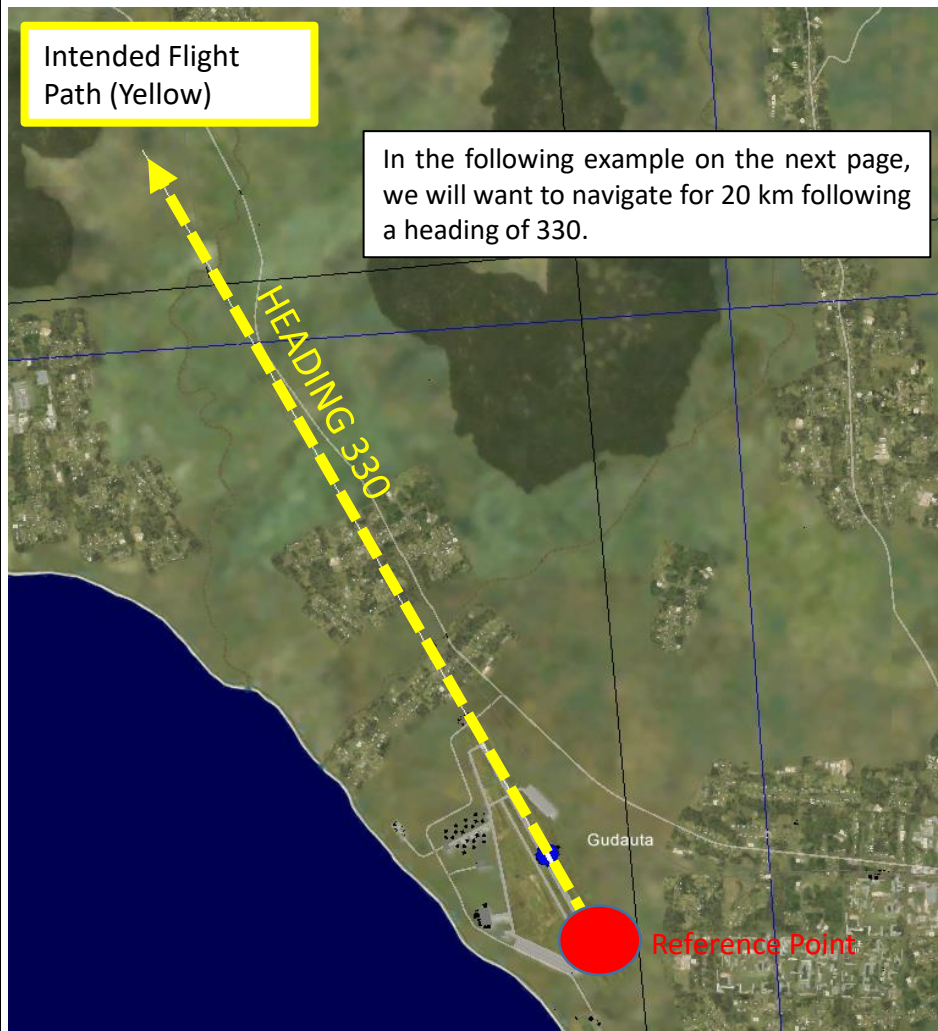 Intended Flight
Path (Yellow)
In the following example on the next page,
we will want to navigate for 20 km following
a heading of 330.
HEADING 330
Gudauta
Reference Point